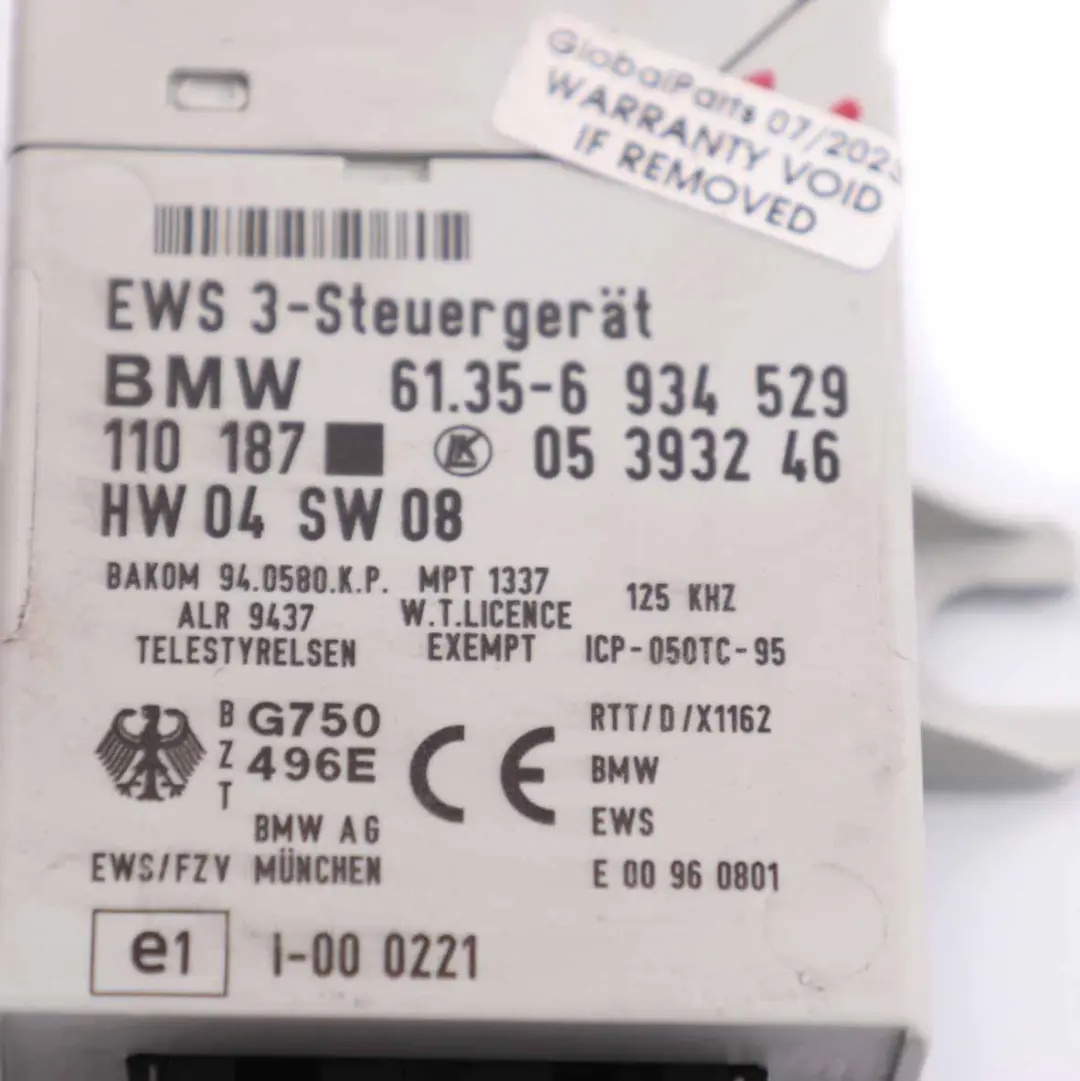 GlobalParts 07/2023
WARRANTY VOID
IF REMOVED
EWS 3-Steuergerät
BMW 61.35-6 934 529
110 187 LK 05 3932 46
HW 04 SW 08
BAKOM 94.0580.K.P. MPT 1337
ALR 9437 W.T.LICENCE 125 KHZ
TELESTYRELSEN EXEMPT ICP-050TC-95
BZT G750 RTT/D/X1162
496E CE BMW
BMW AG EWS
EWS/FZV MÜNCHEN E 00 96 0801
e1 I-00 0221